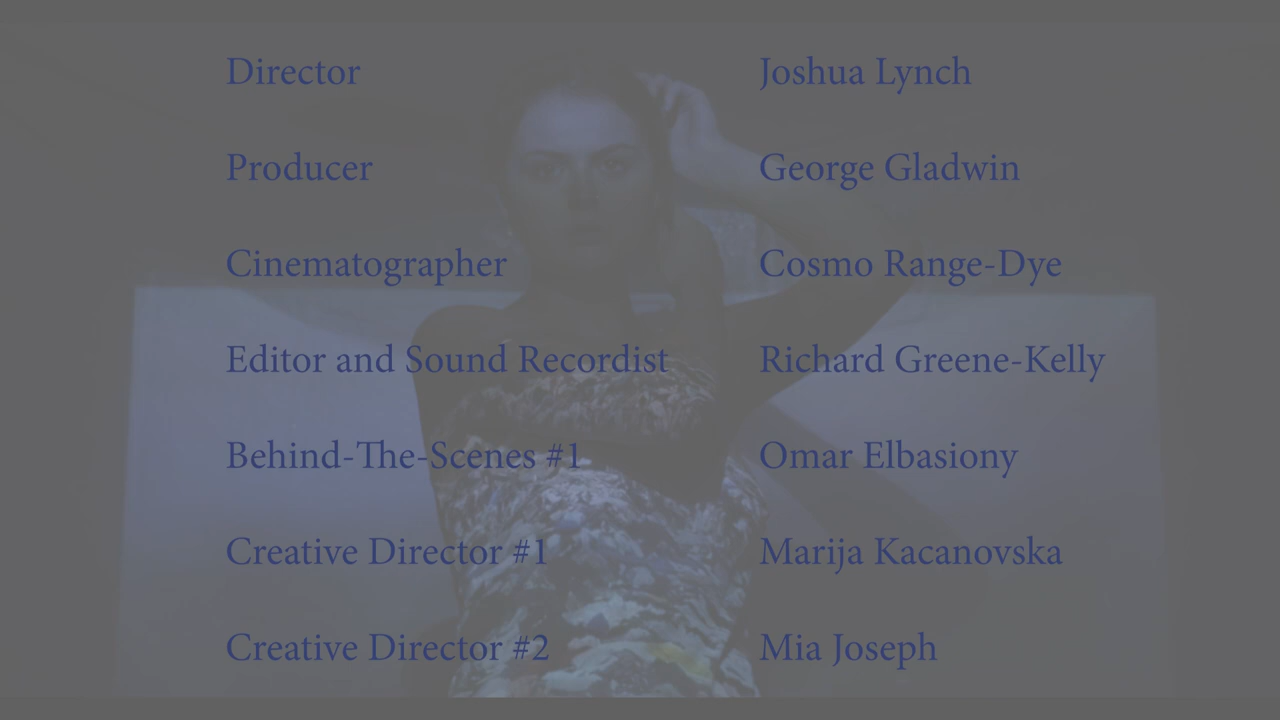 Director Joshua Lynch
Producer George Gladwin
Cinematographer Cosmo Range-Dye
Editor and Sound Recordist Richard Greene-Kelly
Behind-The-Scenes #1 Omar Elbasiony
Creative Director #1 Marija Kacanovska
Creative Director #2 Mia Joseph